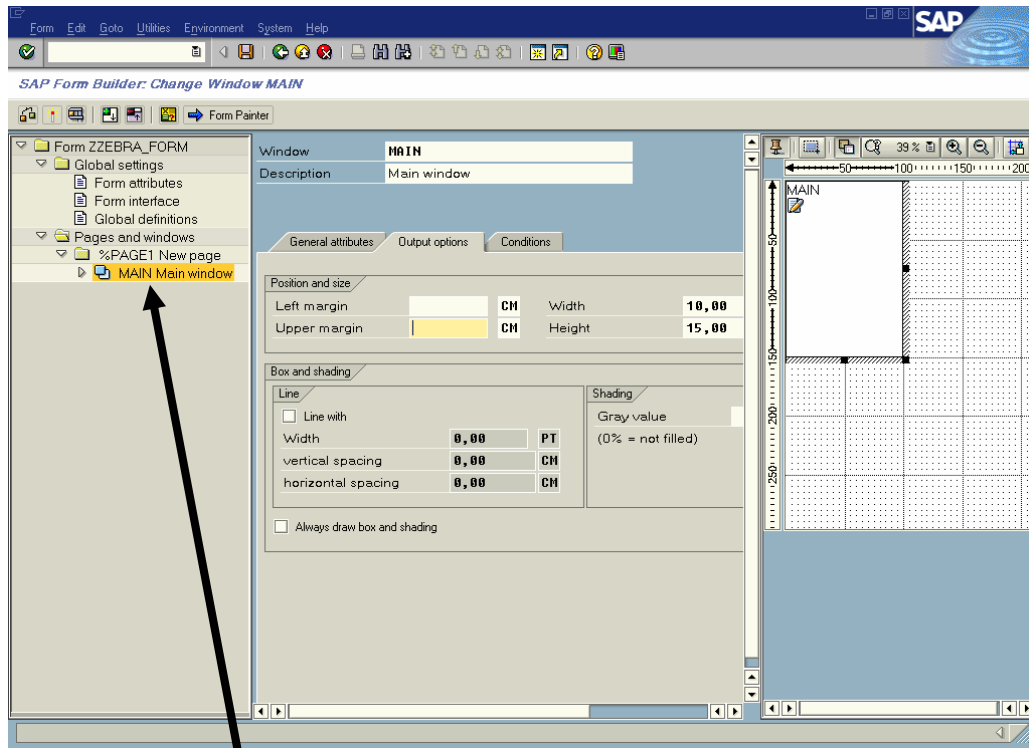 Form Edit Goto Utilities Environment System Help
SAP
SAP Form Builder: Change Window MAIN
Form Painter
Form ZZEBRA_FORM
Global settings
Form attributes
Form interface
Global definitions
Pages and windows
%PAGE1 New page
MAIN Main window
Window MAIN
Description Main window
General attributes Output options Conditions
Position and size
Left margin CM Width 10,00
Upper margin CM Height 15,00
Box and shading
Line
Line with
Width 0,00 PT
vertical spacing 0,00 CM
horizontal spacing 0,00 CM
Always draw box and shading
Shading
Gray value
(0% = not filled)
39 %
50 100 150 200
MAIN
50
100
150
200
250